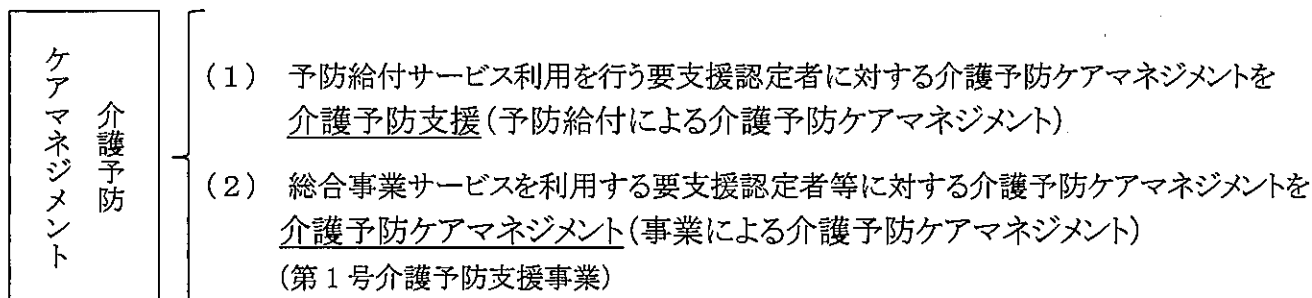 介護予防
ケアマネジメント
(1) 予防給付サービス利用を行う要支援認定者に対する介護予防ケアマネジメントを
介護予防支援(予防給付による介護予防ケアマネジメント)
(2) 総合事業サービスを利用する要支援認定者等に対する介護予防ケアマネジメントを
介護予防ケアマネジメント(事業による介護予防ケアマネジメント)
(第1号介護予防支援事業)